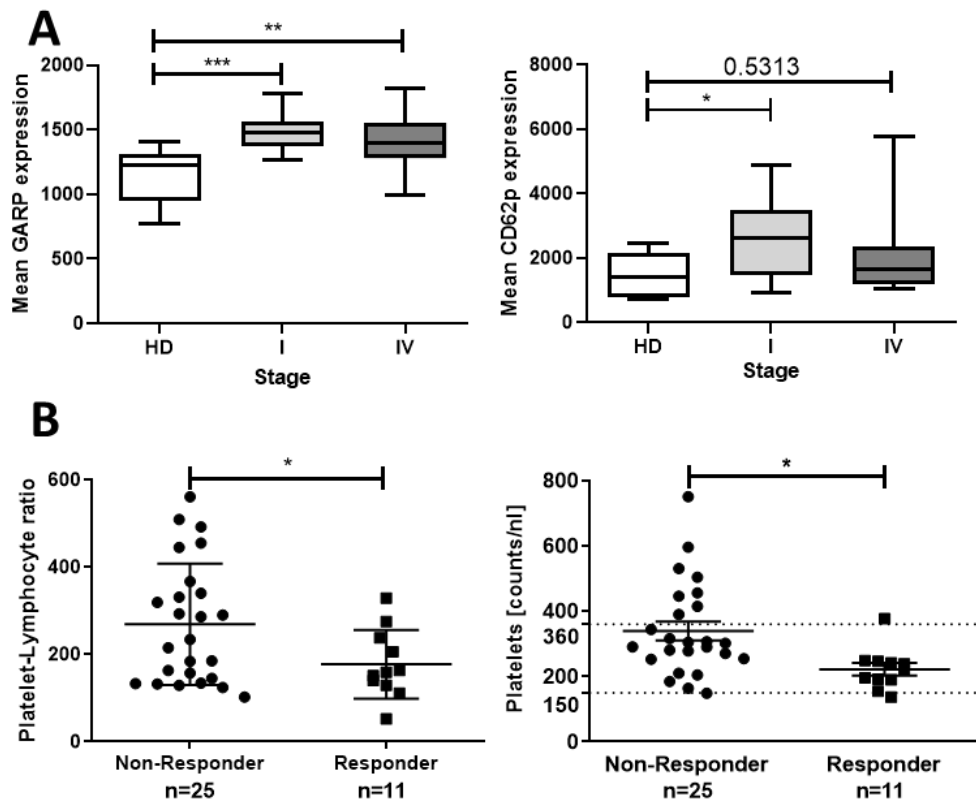 A
Mean GARP expression
2000
1500
1000
500
0
**
***
HD
I
IV
Stage
Mean CD62p expression
8000
6000
4000
2000
0
0.5313
*
HD
I
IV
Stage
B
Platelet-Lymphocyte ratio
600
400
200
0
*
Non-Responder
n=25
Responder
n=11
Platelets [counts/nl]
800
600
400
360
200
150
0
*
Non-Responder
n=25
Responder
n=11